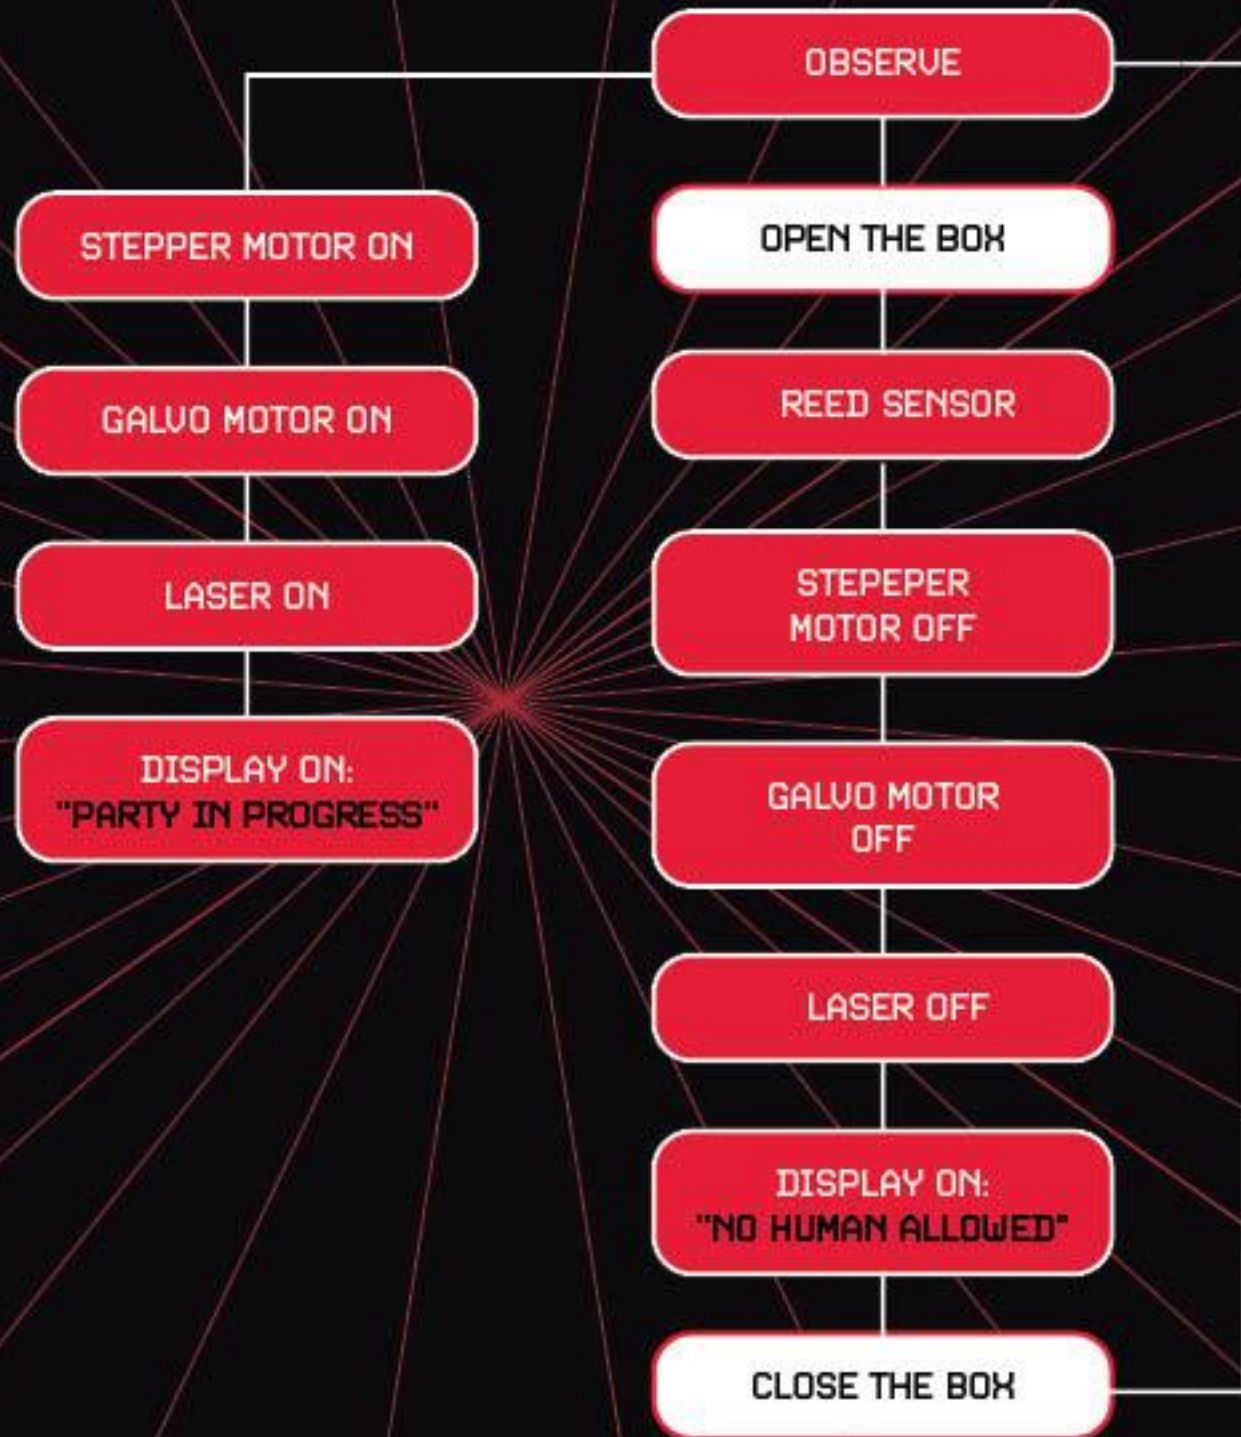 OBSERVE
STEPPER MOTOR ON
GALVO MOTOR ON
LASER ON
DISPLAY ON:
"PARTY IN PROGRESS"
OPEN THE BOX
REED SENSOR
STEPEPER
MOTOR OFF
GALVO MOTOR
OFF
LASER OFF
DISPLAY ON:
"NO HUMAN ALLOWED"
CLOSE THE BOX